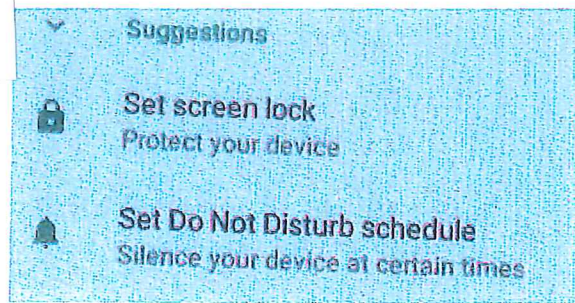 Suggestions
Set screen lock
Protect your device
Set Do Not Disturb schedule
Silence your device at certain times